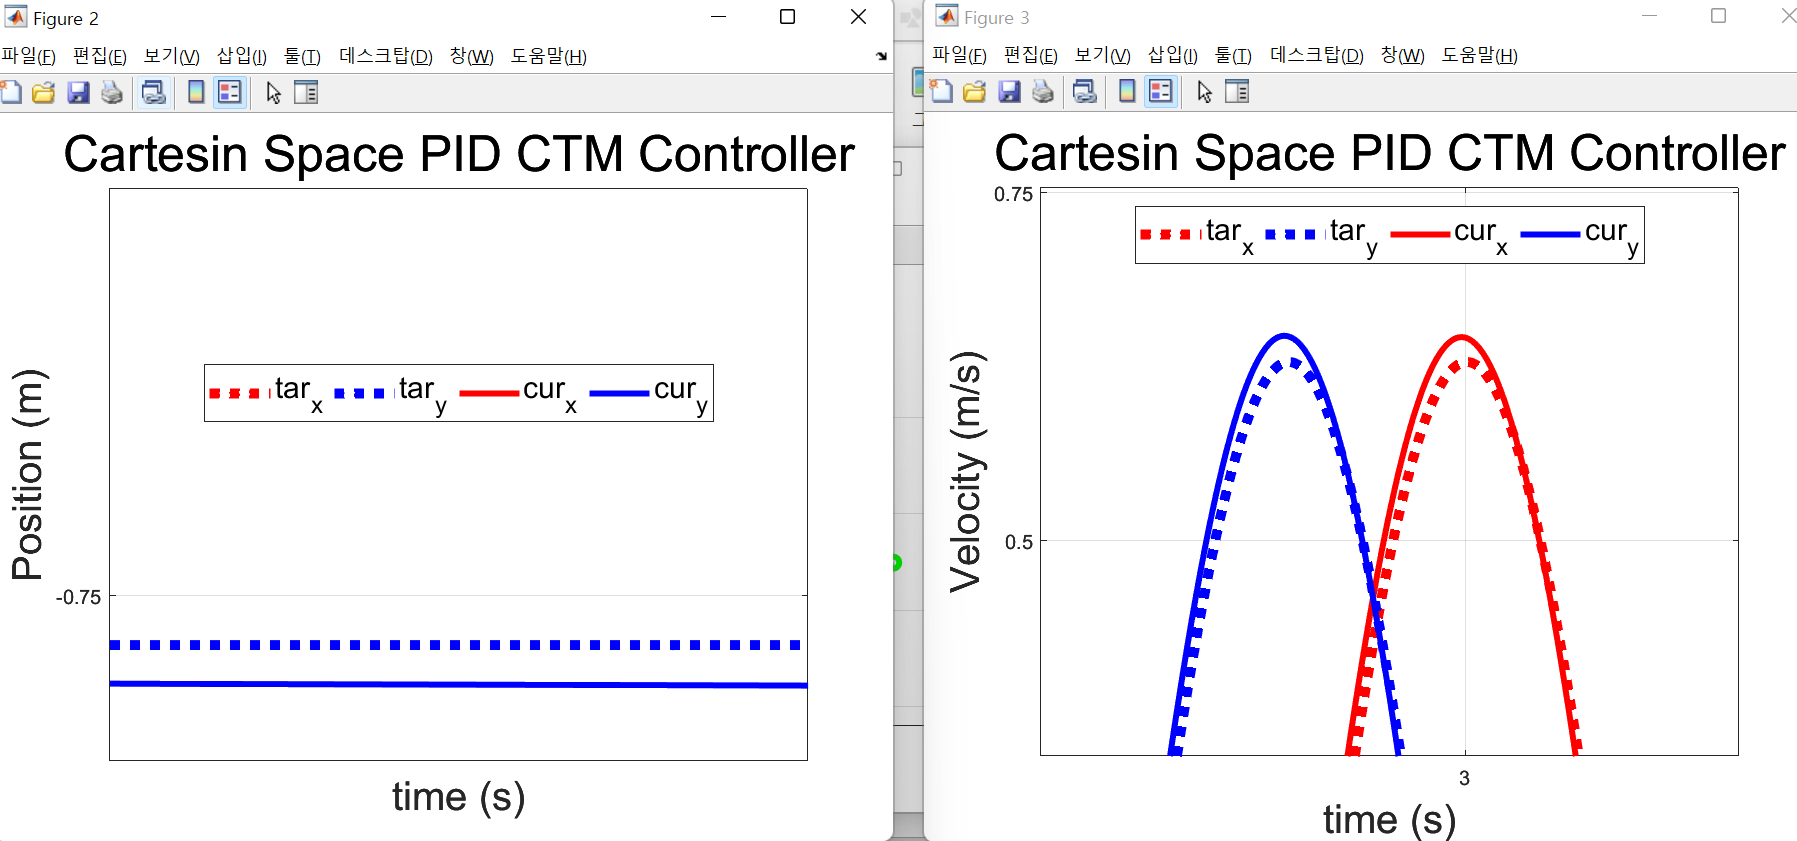 Figure 2
파일(F) 편집(E) 보기(V) 삽입(I) 툴(T) 데스크탑(D) 창(W) 도움말(H)
Cartesin Space PID CTM Controller
Position (m)
tarx tary curx cury
-0.75
time (s)
Figure 3
파일(F) 편집(E) 보기(V) 삽입(I) 툴(T) 데스크탑(D) 창(W) 도움말(H)
Cartesin Space PID CTM Controller
0.75
tarx tary curx cury
Velocity (m/s)
0.5
3
time (s)